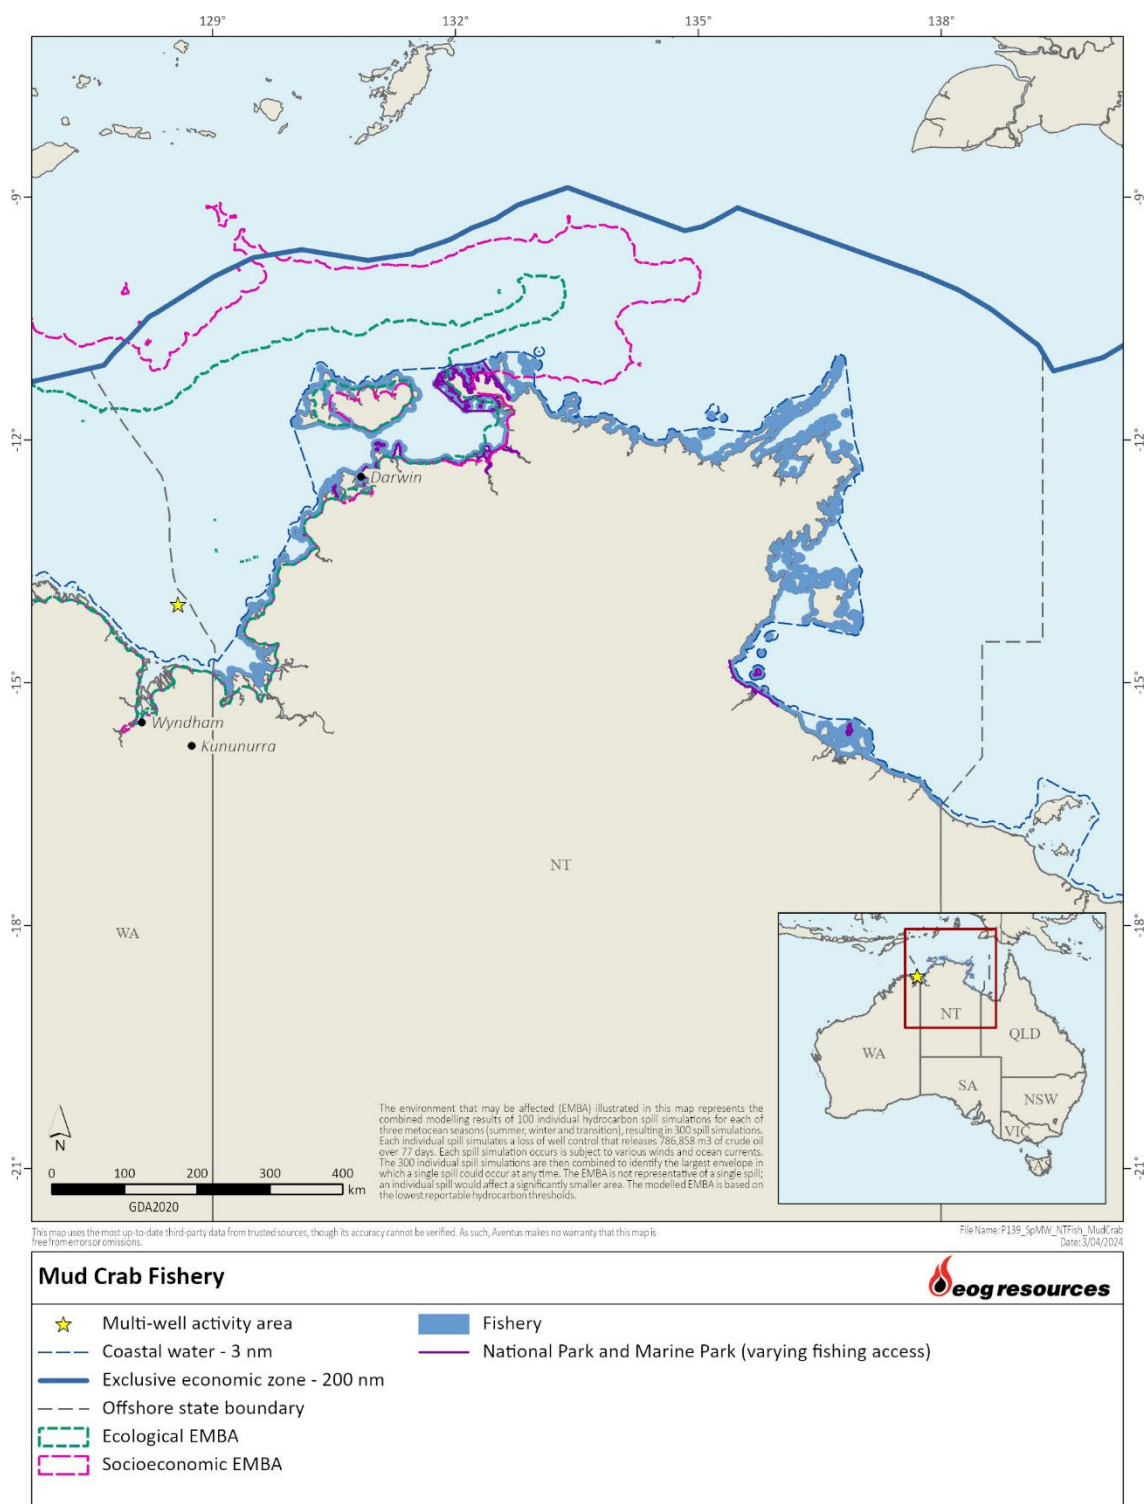 129°
132°
135°
138°
-9°
-9°
-12°
-12°
Darwin
-15°
-15°
Wyndham
Kununurra
NT
WA
-18°
-18°
NT
QLD
WA
SA
NSW
VIC
The environment that may be affected (EMBA) illustrated in this map represents the
combined modelling results of 100 individual hydrocarbon spill simulations for each of
three metocean seasons (summer, winter and transition), resulting in 300 spill simulations.
Each individual spill simulates a loss of well control that releases 786,858 m3 of crude oil
over 77 days. Each spill simulation occurs is subject to various winds and ocean currents.
The 300 individual spill simulations are then combined to identify the largest envelope in
which a single spill could occur at any time. The EMBA is not representative of a single spill;
an individual spill would affect a significantly smaller area. The modelled EMBA is based on
the lowest reportable hydrocarbon thresholds.
N
-21°
-21°
0 100 200 300 400
km
GDA2020
This map uses the most up-to-date third-party data from trusted sources, though its accuracy cannot be verified. As such, Aventus makes no warranty that this map is
free from errors or omissions.
File Name: P139_SpMW_NTFish_MudCrab
Date: 3/04/2024
Mud Crab Fishery
eog resources
Multi-well activity area
Coastal water - 3 nm
Exclusive economic zone - 200 nm
Offshore state boundary
Ecological EMBA
Socioeconomic EMBA
Fishery
National Park and Marine Park (varying fishing access)